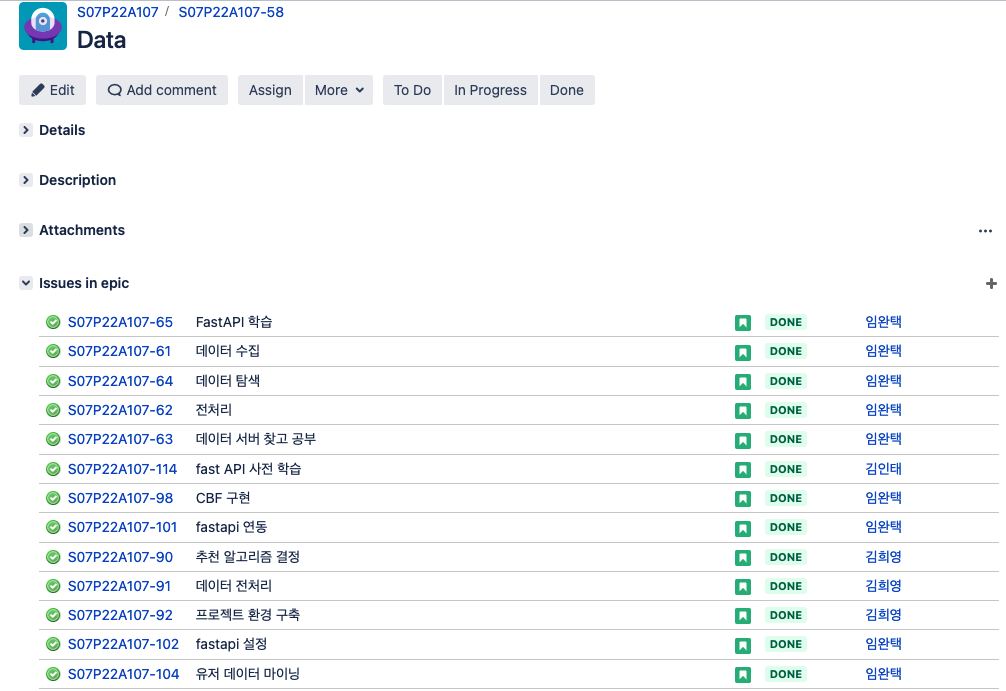 S07P22A107 / S07P22A107-58
Data
Edit Add comment Assign More To Do In Progress Done
Details
Description
Attachments
Issues in epic
S07P22A107-65 FastAPI 학습 DONE 임완택
S07P22A107-61 데이터 수집 DONE 임완택
S07P22A107-64 데이터 탐색 DONE 임완택
S07P22A107-62 전처리 DONE 임완택
S07P22A107-63 데이터 서버 찾고 공부 DONE 임완택
S07P22A107-114 fast API 사전 학습 DONE 김인태
S07P22A107-98 CBF 구현 DONE 임완택
S07P22A107-101 fastapi 연동 DONE 임완택
S07P22A107-90 추천 알고리즘 결정 DONE 김희영
S07P22A107-91 데이터 전처리 DONE 김희영
S07P22A107-92 프로젝트 환경 구축 DONE 김희영
S07P22A107-102 fastapi 설정 DONE 임완택
S07P22A107-104 유저 데이터 마이닝 DONE 임완택